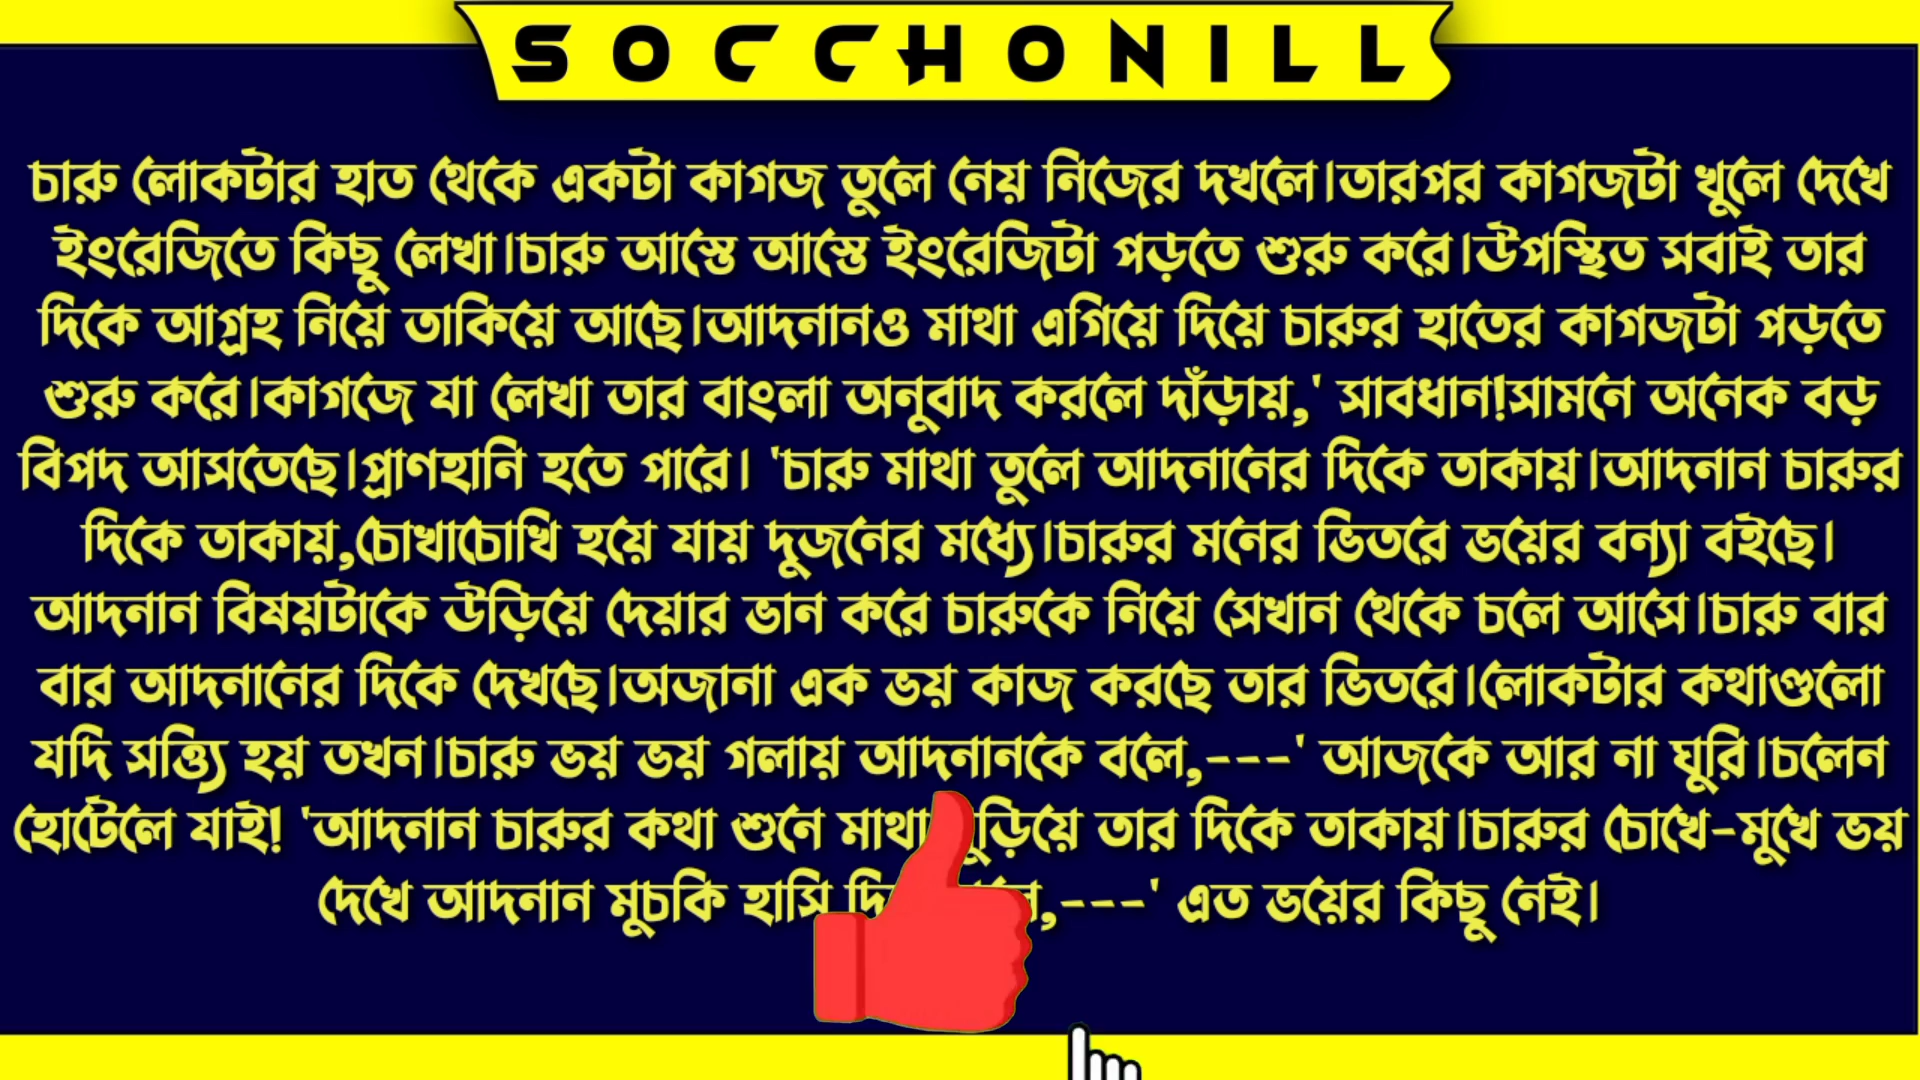 SOCCHONILL
চারু লোকটার হাত থেকে একটা কাগজ তুলে নেয় নিজের দখলে।তারপর কাগজটা খুলে দেখে
ইংরেজিতে কিছু লেখা।চারু আস্তে আস্তে ইংরেজিটা পড়তে শুরু করে।উপস্থিত সবাই তার
দিকে আগ্রহ নিয়ে তাকিয়ে আছে।আদনানও মাথা এগিয়ে দিয়ে চারুর হাতের কাগজটা পড়তে
শুরু করে।কাগজে যা লেখা তার বাংলা অনুবাদ করলে দাঁড়ায়,' সাবধান!সামনে অনেক বড়
বিপদ আসতেছে।প্রাণহানি হতে পারে। 'চারু মাথা তুলে আদনানের দিকে তাকায়।আদনান চারুর
দিকে তাকায়,চোখাচোখি হয়ে যায় দুজনের মধ্যে।চারুর মনের ভিতরে ভয়ের বন্যা বইছে।
আদনান বিষয়টাকে উড়িয়ে দেয়ার ভান করে চারুকে নিয়ে সেখান থেকে চলে আসে।চারু বার
বার আদনানের দিকে দেখছে।অজানা এক ভয় কাজ করছে তার ভিতরে।লোকটার কথাগুলো
যদি সত্ত্যি হয় তখন।চারু ভয় ভয় গলায় আদনানকে বলে,---' আজকে আর না ঘুরি।চলেন
হোটেলে যাই! 'আদনান চারুর কথা শুনে মাথা তার দিকে তাকায়।চারুর চোখে-মুখে ভয়
দেখে আদনান মুচকি হাসি ,---' এত ভয়ের কিছু নেই।